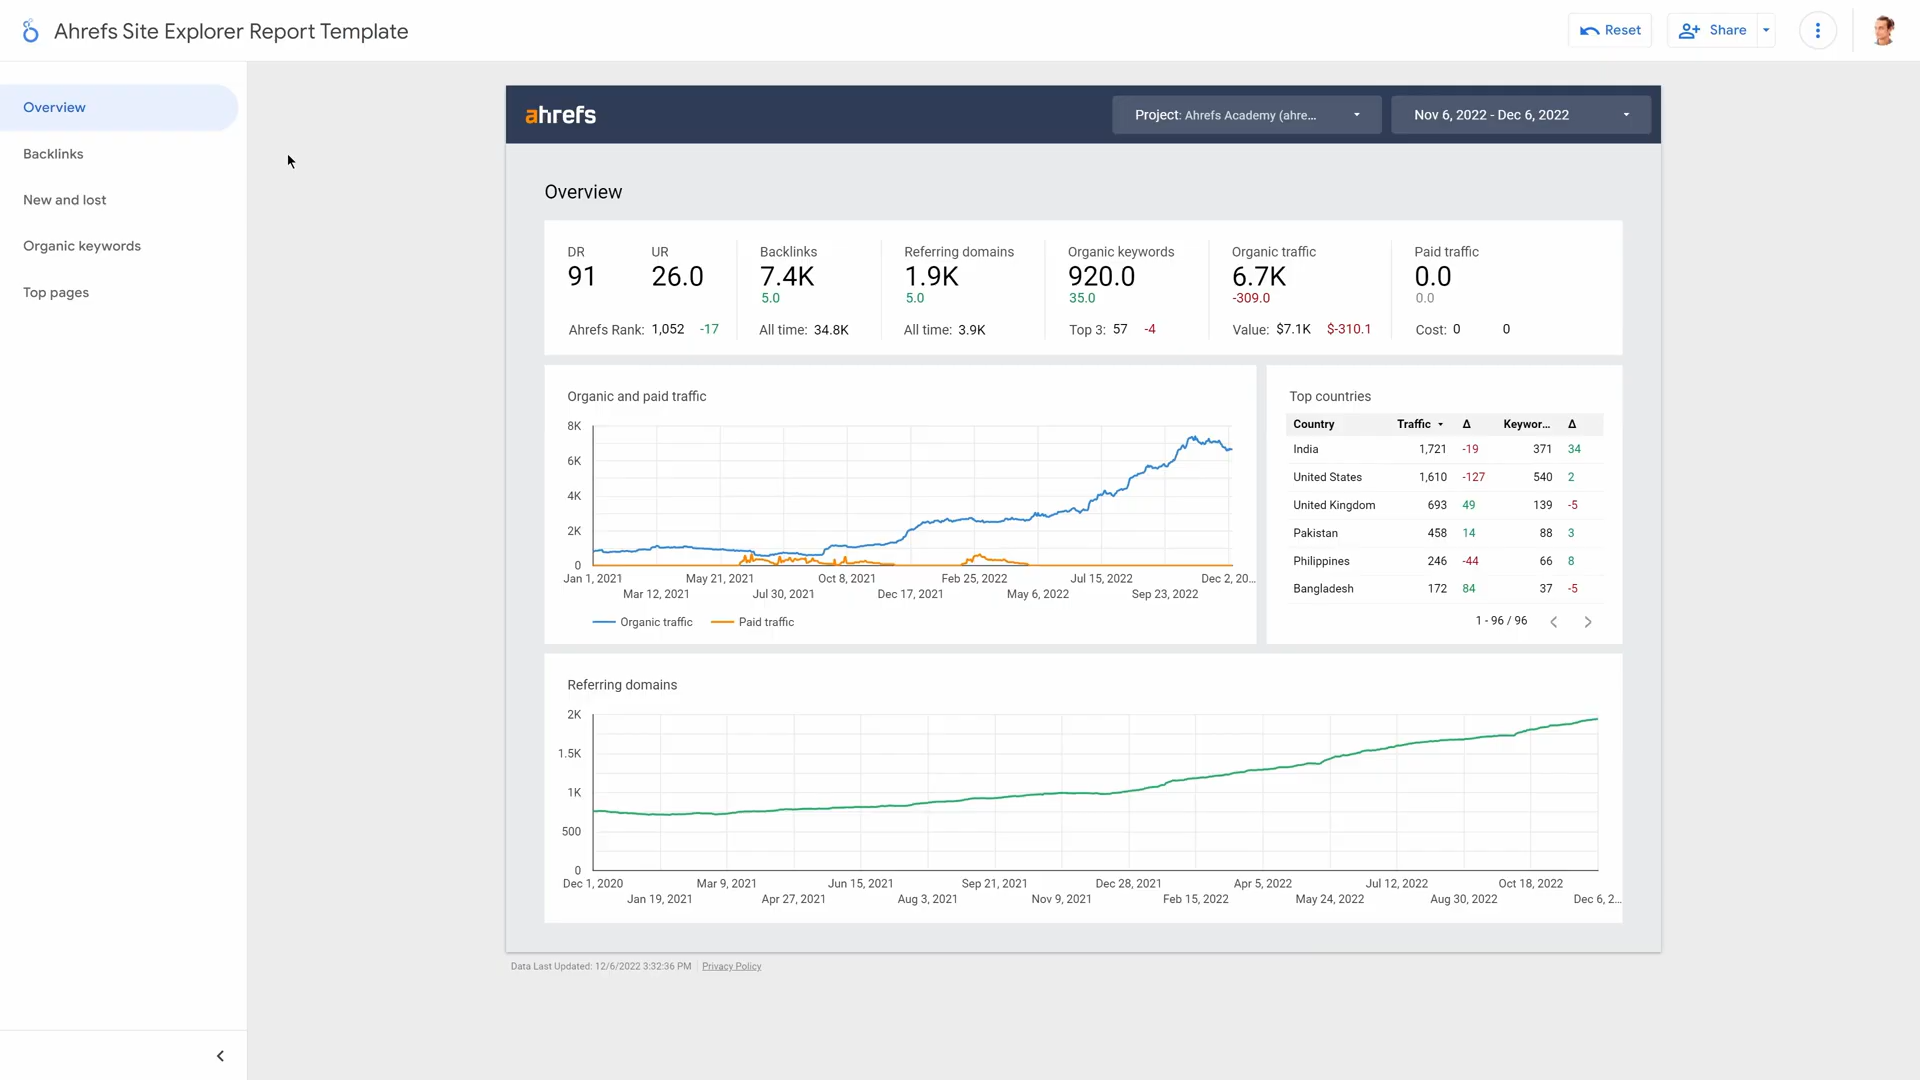 Ahrefs Site Explorer Report Template
Reset
Share
Overview
Backlinks
New and lost
Organic keywords
Top pages
ahrefs
Project: Ahrefs Academy (ahre...
Nov 6, 2022 - Dec 6, 2022
Overview
DR UR Backlinks Referring domains Organic keywords Organic traffic Paid traffic
91 26.0 7.4K 1.9K 920.0 6.7K 0.0
5.0 5.0 35.0 -309.0 0.0
Ahrefs Rank: 1,052 -17 All time: 34.8K All time: 3.9K Top 3: 57 -4 Value: $7.1K $-310.1 Cost: 0 0
Organic and paid traffic
8K
6K
4K
2K
0
Jan 1, 2021 May 21, 2021 Oct 8, 2021 Feb 25, 2022 Jul 15, 2022 Dec 2, 20...
Mar 12, 2021 Jul 30, 2021 Dec 17, 2021 May 6, 2022 Sep 23, 2022
Organic traffic Paid traffic
Top countries
Country Traffic Δ Keywor... Δ
India 1,721 -19 371 34
United States 1,610 -127 540 2
United Kingdom 693 49 139 -5
Pakistan 458 14 88 3
Philippines 246 -44 66 8
Bangladesh 172 84 37 -5
1 - 96 / 96
Referring domains
2K
1.5K
1K
500
0
Dec 1, 2020 Mar 9, 2021 Jun 15, 2021 Sep 21, 2021 Dec 28, 2021 Apr 5, 2022 Jul 12, 2022 Oct 18, 2022
Jan 19, 2021 Apr 27, 2021 Aug 3, 2021 Nov 9, 2021 Feb 15, 2022 May 24, 2022 Aug 30, 2022 Dec 6, 2...
Data Last Updated: 12/6/2022 3:32:36 PM Privacy Policy